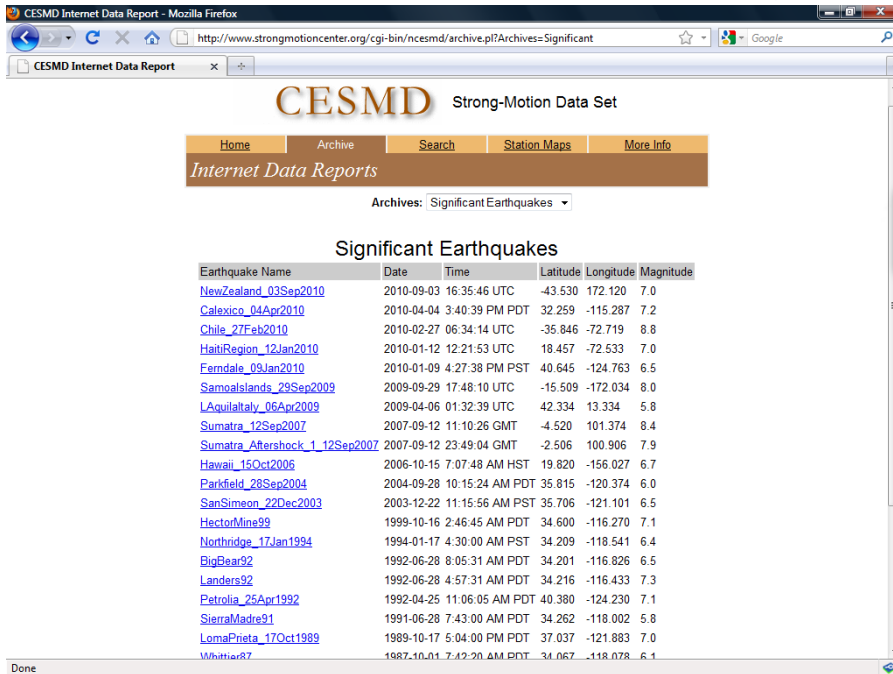 CESMD Internet Data Report - Mozilla Firefox
http://www.strongmotioncenter.org/cgi-bin/ncesmd/archive.pl?Archives=Significant
Google
CESMD Internet Data Report
CESMD Strong-Motion Data Set
Home Archive Search Station Maps More Info
Internet Data Reports
Archives: Significant Earthquakes
Significant Earthquakes
Earthquake Name Date Time Latitude Longitude Magnitude
NewZealand_03Sep2010 2010-09-03 16:35:46 UTC -43.530 172.120 7.0
Calexico_04Apr2010 2010-04-04 3:40:39 PM PDT 32.259 -115.287 7.2
Chile_27Feb2010 2010-02-27 06:34:14 UTC -35.846 -72.719 8.8
HaitiRegion_12Jan2010 2010-01-12 12:21:53 UTC 18.457 -72.533 7.0
Ferndale_09Jan2010 2010-01-09 4:27:38 PM PST 40.645 -124.763 6.5
SamoaIslands_29Sep2009 2009-09-29 17:48:10 UTC -15.509 -172.034 8.0
LAquilaItaly_06Apr2009 2009-04-06 01:32:39 UTC 42.334 13.334 5.8
Sumatra_12Sep2007 2007-09-12 11:10:26 GMT -4.520 101.374 8.4
Sumatra_Aftershock_1_12Sep2007 2007-09-12 23:49:04 GMT -2.506 100.906 7.9
Hawaii_15Oct2006 2006-10-15 7:07:48 AM HST 19.820 -156.027 6.7
Parkfield_28Sep2004 2004-09-28 10:15:24 AM PDT 35.815 -120.374 6.0
SanSimeon_22Dec2003 2003-12-22 11:15:56 AM PST 35.706 -121.101 6.5
HectorMine99 1999-10-16 2:46:45 AM PDT 34.600 -116.270 7.1
Northridge_17Jan1994 1994-01-17 4:30:00 AM PST 34.209 -118.541 6.4
BigBear92 1992-06-28 8:05:31 AM PDT 34.201 -116.826 6.5
Landers92 1992-06-28 4:57:31 AM PDT 34.216 -116.433 7.3
Petrolia_25Apr1992 1992-04-25 11:06:05 AM PDT 40.380 -124.230 7.1
SierraMadre91 1991-06-28 7:43:00 AM PDT 34.262 -118.002 5.8
LomaPrieta_17Oct1989 1989-10-17 5:04:00 PM PDT 37.037 -121.883 7.0
Whittier87 1987-10-01 7:42:20 AM PDT 34.067 -118.078 6.1
Done